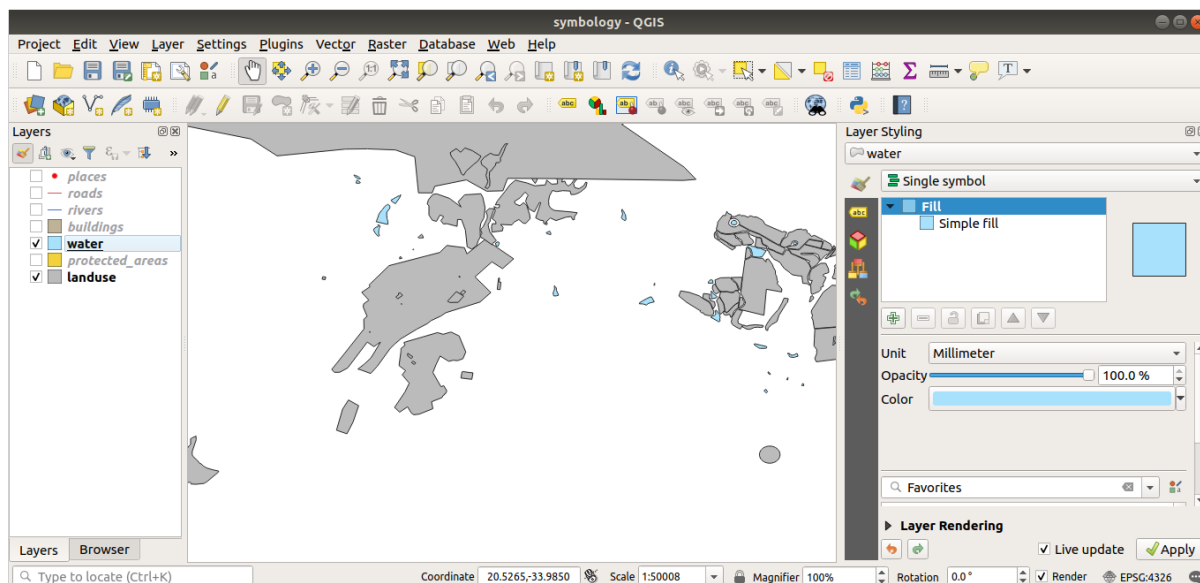 symbology - QGIS
Project Edit View Layer Settings Plugins Vector Raster Database Web Help
Layers
places
roads
rivers
buildings
water
protected_areas
landuse
Layers Browser
Layer Styling
water
Single symbol
Fill
Simple fill
Unit Millimeter
Opacity 100.0 %
Color
Favorites
Layer Rendering
Live update Apply
Type to locate (Ctrl+K) Coordinate 20.5265,-33.9850 Scale 1:50008 Magnifier 100% Rotation 0.0 ° Render EPSG:4326